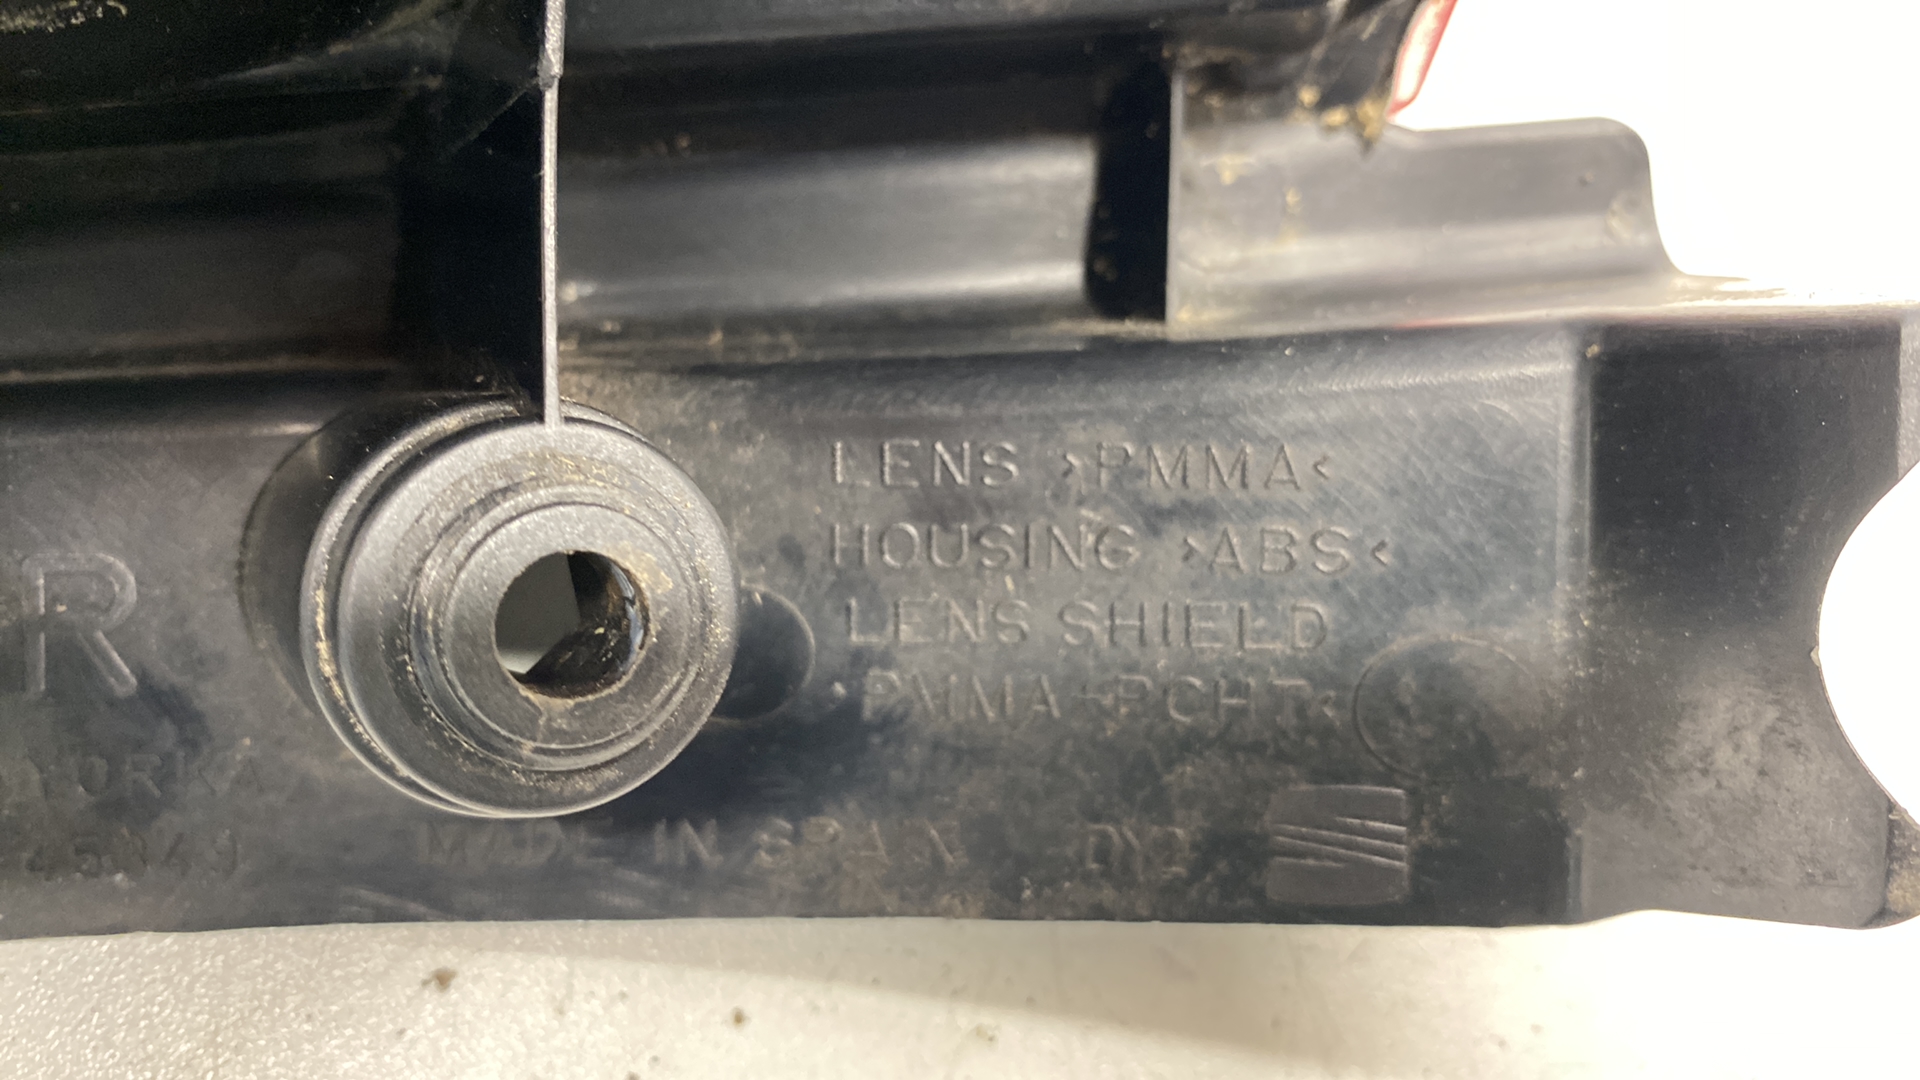 LENS >PMMA<
HOUSING >ABS<
LENS SHIELD
>PMMA+PCHT<
R
MADE IN SPAIN